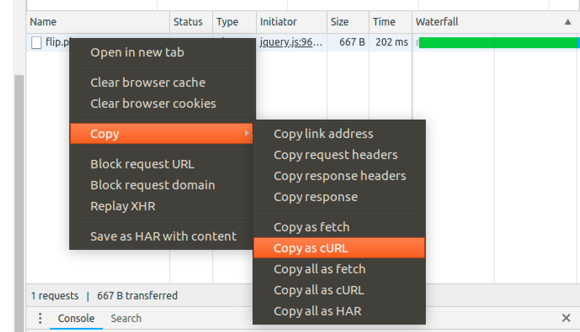 Name Status Type Initiator Size Time Waterfall
jquery.js:96... 667 B 202 ms
Open in new tab
Clear browser cache
Clear browser cookies
Copy
Block request URL
Block request domain
Replay XHR
Save as HAR with content
Copy link address
Copy request headers
Copy response headers
Copy response
Copy as fetch
Copy as cURL
Copy all as fetch
Copy all as cURL
Copy all as HAR
1 requests | 667 B transferred
Console Search